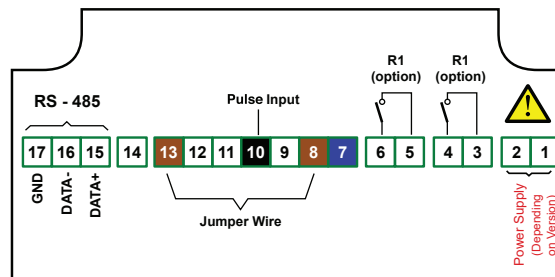 R1
(option)
R1
(option)
RS - 485
Pulse Input
17 16 15 14 13 12 11 10 9 8 7 6 5 4 3 2 1
GND
DATA-
DATA+
Jumper Wire
Power Supply
(Depending
on Version)